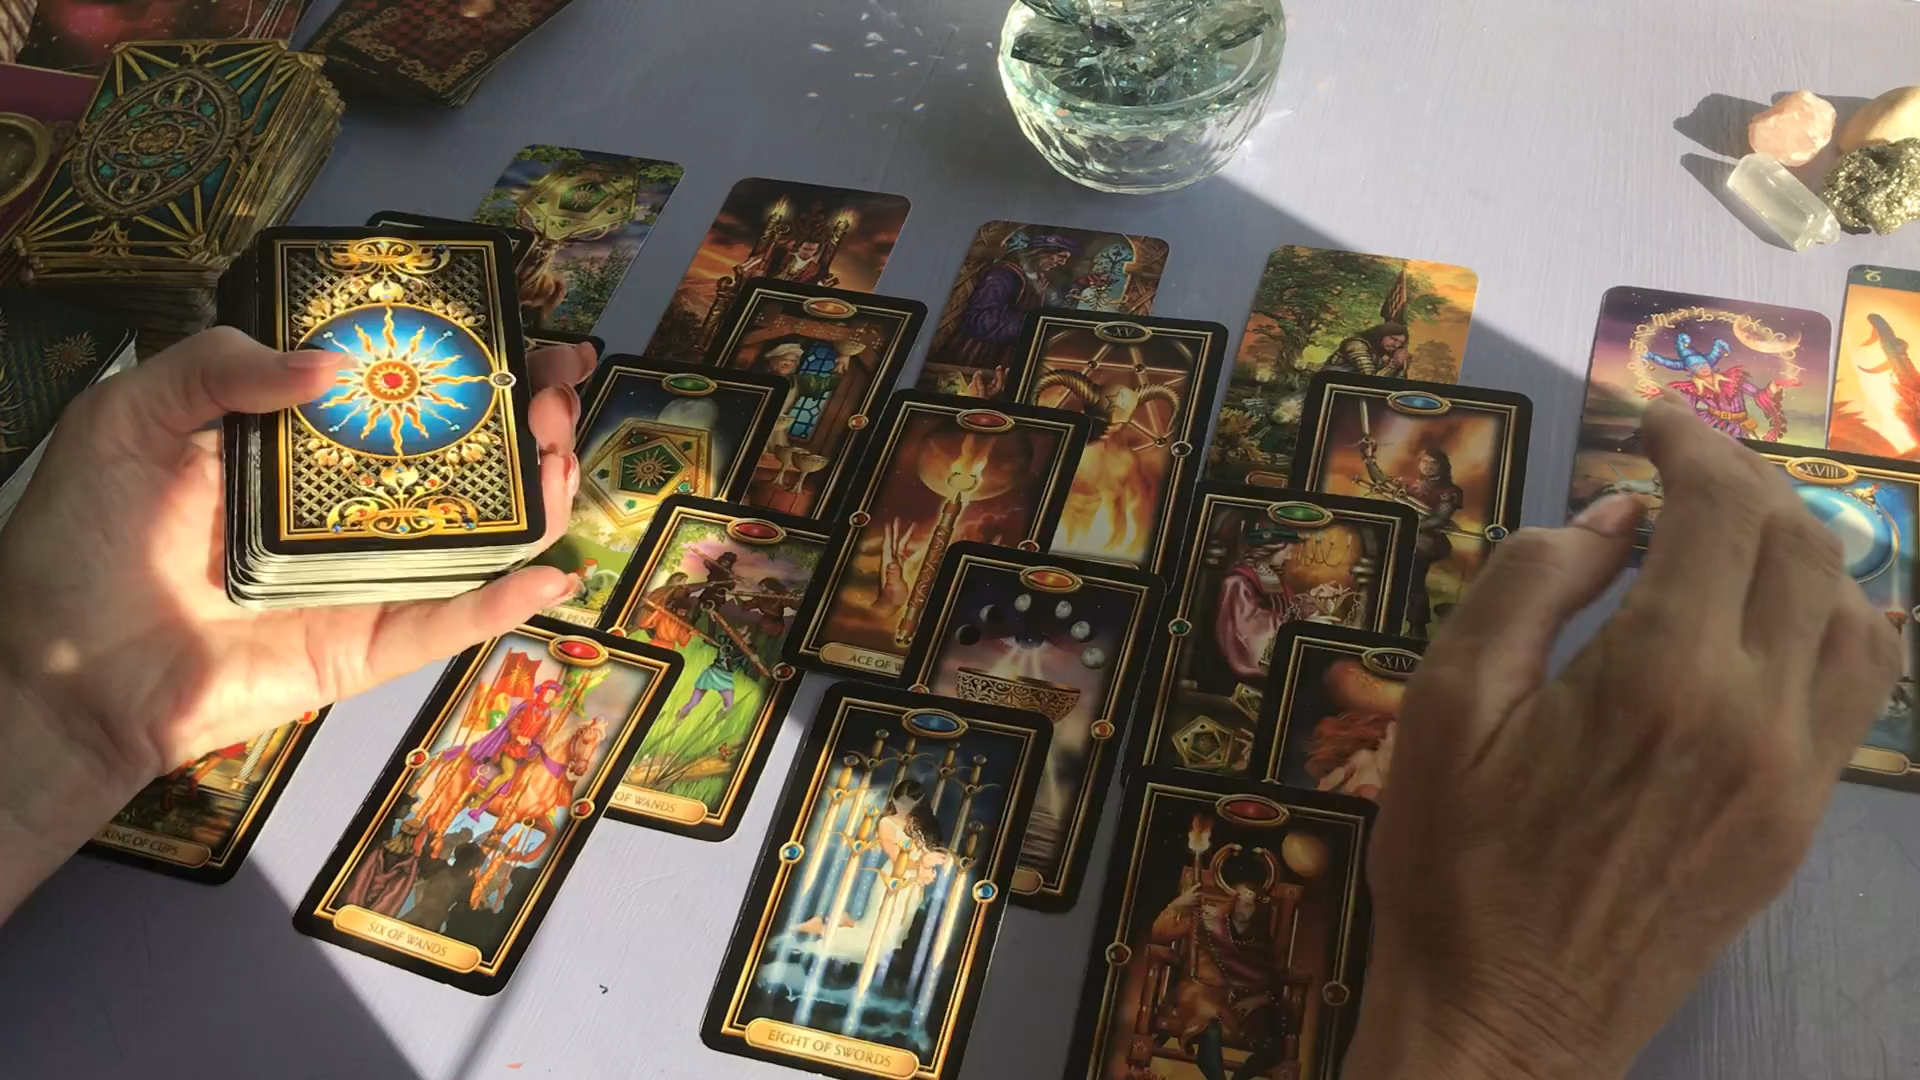 XV
XVIII
XIV
ACE OF W
OF WANDS
KING OF CUPS
SIX OF WANDS
EIGHT OF SWORDS